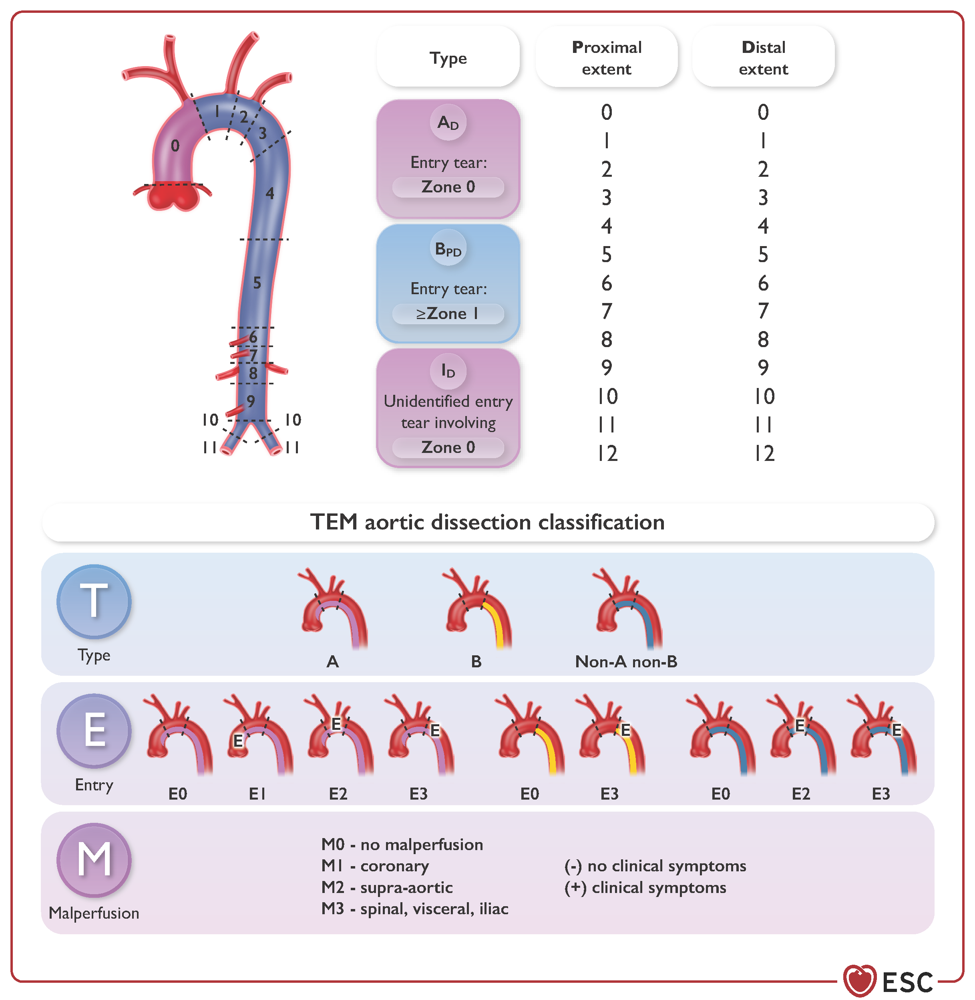 Type
Proximal
extent
Distal
extent
0
1
2
3
4
5
6
7
8
9
10
10
11
11
AD
Entry tear:
Zone 0
BPD
Entry tear:
≥Zone 1
ID
Unidentified entry
tear involving
Zone 0
0 0
1 1
2 2
3 3
4 4
5 5
6 6
7 7
8 8
9 9
10 10
11 11
12 12
TEM aortic dissection classification
T
Type
A
B
Non-A non-B
E
Entry
E E E E E E
E0 E1 E2 E3 E0 E3 E0 E2 E3
M
Malperfusion
M0 - no malperfusion
M1 - coronary
M2 - supra-aortic
M3 - spinal, visceral, iliac
(-) no clinical symptoms
(+) clinical symptoms
ESC